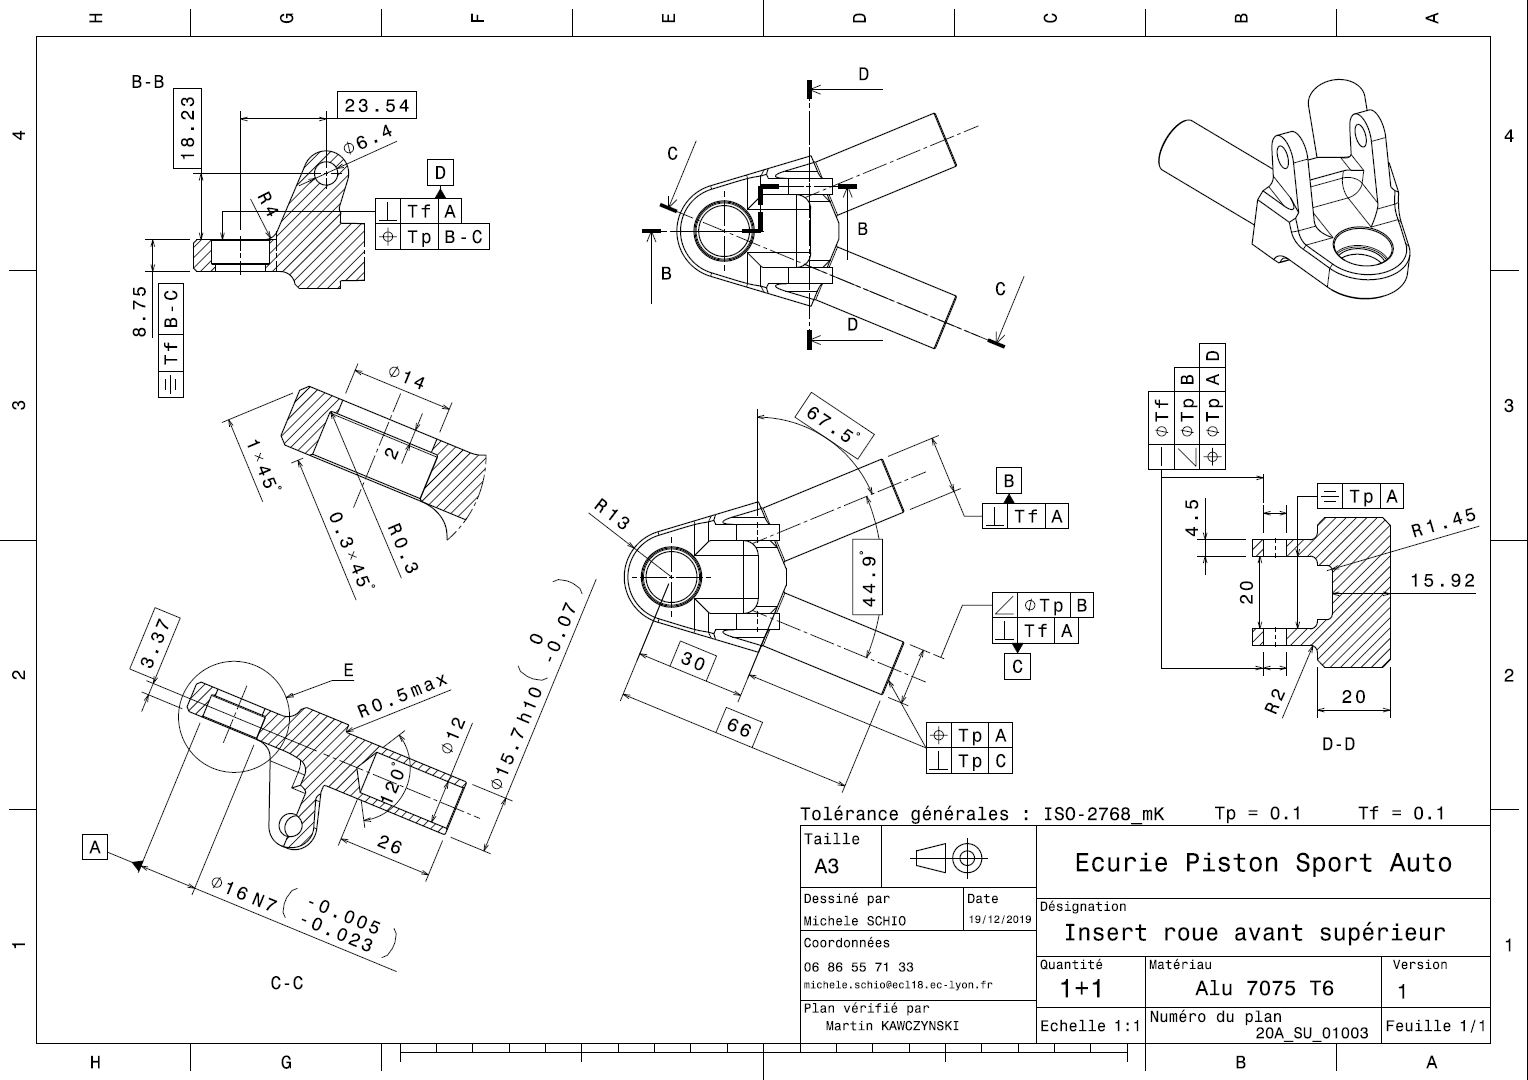 H G F E D C B A
4
3
2
1
4
3
2
1
B-B
18.23
23.54
∅6.4
D
⊥ Tf A
⌖ Tp B-C
R4
8.75
⌯ Tf B-C
D
C
B
B
C
D
∅14
2
1×45°
0.3×45°
R0.3
67.5°
R13
44.9°
30
66
B
⊥ Tf A
∠ ∅Tp B
⊥ Tf A
C
⌖ Tp A
⊥ Tp C
— ∅Tf
∠ ∅Tp B
⌖ ∅Tp A D
⌯ Tp A
4.5
20
R1.45
15.92
R2
20
D-D
3.37
E
R0.5max
∅12
∅15.7h10 ( 0
-0.07 )
120°
26
A
∅16N7 ( -0.005
-0.023 )
C-C
Tolérance générales : ISO-2768_mK Tp = 0.1 Tf = 0.1
Taille
A3
Ecurie Piston Sport Auto
Dessiné par
Michele SCHIO
Date
19/12/2019
Désignation
Insert roue avant supérieur
Coordonnées
06 86 55 71 33
michele.schio@ecl18.ec-lyon.fr
Quantité
1+1
Matériau
Alu 7075 T6
Version
1
Plan vérifié par
Martin KAWCZYNSKI
Echelle 1:1
Numéro du plan
20A_SU_01003
Feuille 1/1
H G B A